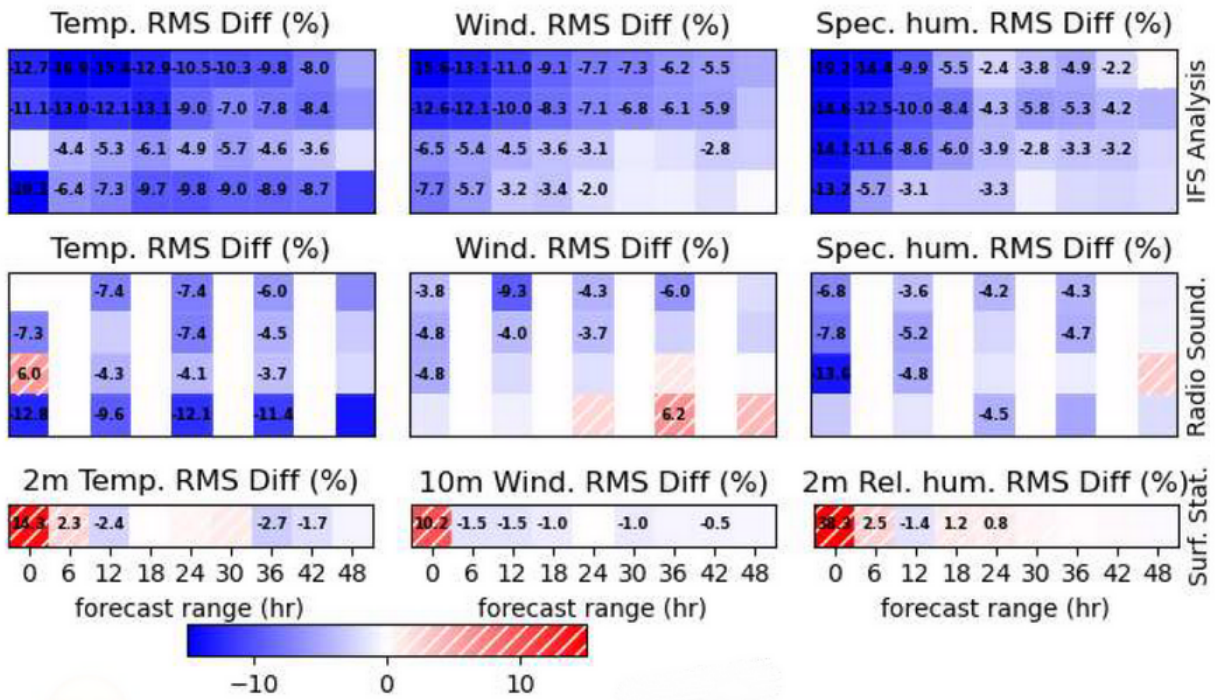 Temp. RMS Diff (%) Wind. RMS Diff (%) Spec. hum. RMS Diff (%)
-12.7 -16.9 -15.4 -12.9 -10.5 -10.3 -9.8 -8.0 -13.1 -11.0 -9.1 -7.7 -7.3 -6.2 -5.5 -19.2 -14.4 -9.9 -5.5 -2.4 -3.8 -4.9 -2.2
-11.1 -13.0 -12.1 -13.1 -9.0 -7.0 -7.8 -8.4 -12.6 -12.1 -10.0 -8.3 -7.1 -6.8 -6.1 -5.9 -14.6 -12.5 -10.0 -8.4 -4.3 -5.8 -5.3 -4.2
-4.4 -5.3 -6.1 -4.9 -5.7 -4.6 -3.6 -6.5 -5.4 -4.5 -3.6 -3.1 -2.8 -14.1 -11.6 -8.6 -6.0 -3.9 -2.8 -3.3 -3.2
-6.4 -7.3 -9.7 -9.8 -9.0 -8.9 -8.7 -7.7 -5.7 -3.2 -3.4 -2.0 -13.2 -5.7 -3.1 -3.3
IFS Analysis
Temp. RMS Diff (%) Wind. RMS Diff (%) Spec. hum. RMS Diff (%)
-7.4 -7.4 -6.0 -3.8 -9.3 -4.3 -6.0 -6.8 -3.6 -4.2 -4.3
-7.3 -7.4 -4.5 -4.8 -4.0 -3.7 -7.8 -5.2 -4.7
6.0 -4.3 -4.1 -3.7 -4.8 -13.6 -4.8
-12.8 -9.6 -12.1 -11.4 6.2 -4.5
Radio Sound.
2m Temp. RMS Diff (%) 10m Wind. RMS Diff (%) 2m Rel. hum. RMS Diff (%)
14.3 2.3 -2.4 -2.7 -1.7 10.2 -1.5 -1.5 -1.0 -1.0 -0.5 38.3 2.5 -1.4 1.2 0.8
Surf. Stat.
0 6 12 18 24 30 36 42 48 0 6 12 18 24 30 36 42 48 0 6 12 18 24 30 36 42 48
forecast range (hr) forecast range (hr) forecast range (hr)
−10 0 10